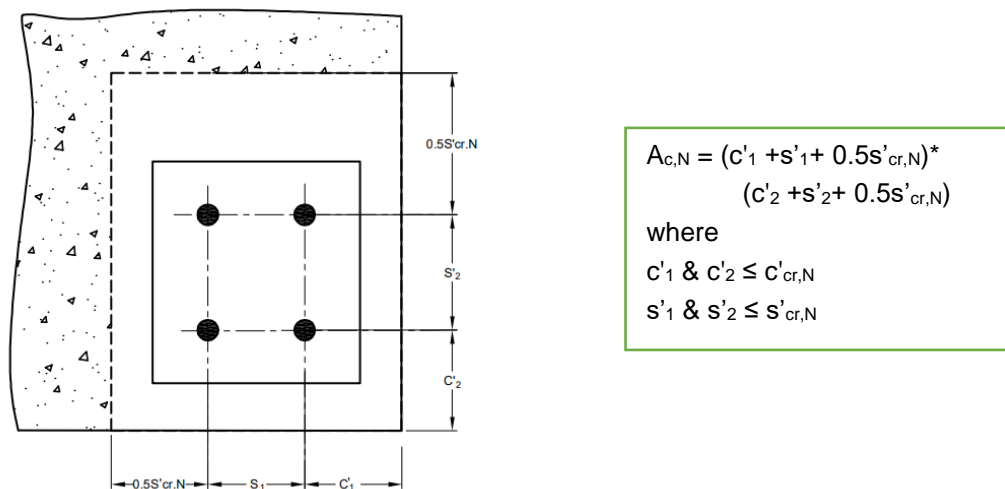 0.5S'cr.N
S'2
C'2
0.5S'cr.N
S1
C'1
Ac,N = (c'1 +s'1+ 0.5s'cr,N)*
(c'2 +s'2+ 0.5s'cr,N)
where
c'1 & c'2 ≤ c'cr,N
s'1 & s'2 ≤ s'cr,N